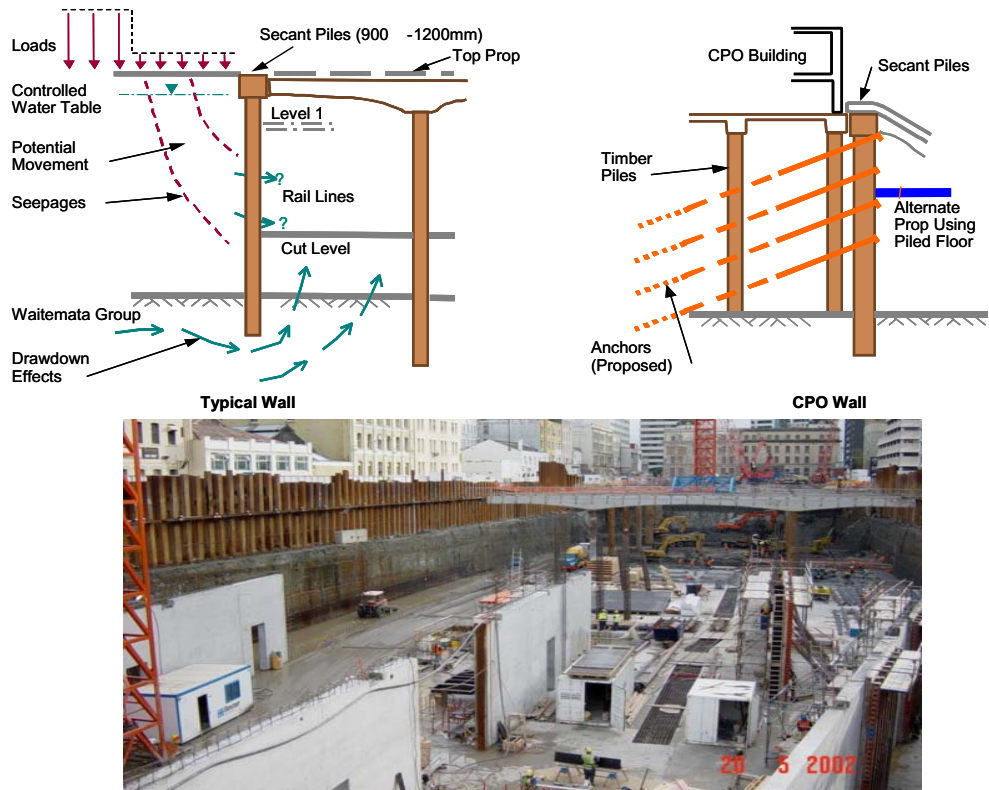 Loads
Secant Piles (900 -1200mm)
Top Prop
Controlled
Water Table
Level 1
Potential
Movement
Seepages
?
Rail Lines
?
Cut Level
Waitemata Group
Drawdown
Effects
Typical Wall
CPO Building
Secant Piles
Timber
Piles
Alternate
Prop Using
Piled Floor
Anchors
(Proposed)
CPO Wall
20 5 2002